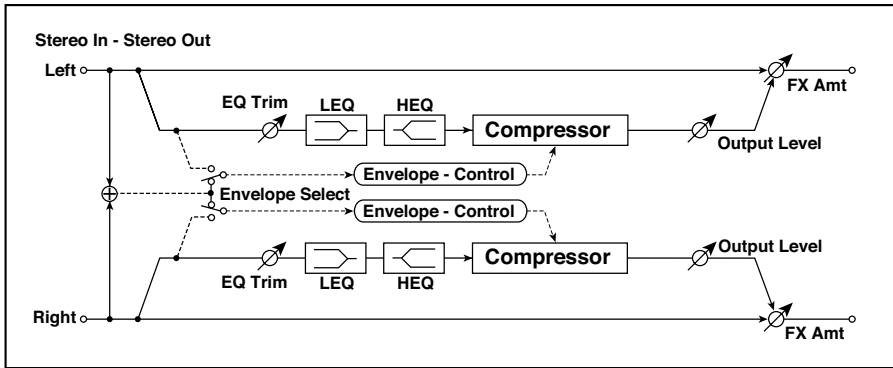 Stereo In - Stereo Out
Left
FX Amt
EQ Trim
LEQ
HEQ
Compressor
Output Level
Envelope - Control
Envelope Select
Envelope - Control
Output Level
EQ Trim
LEQ
HEQ
Compressor
Right
FX Amt